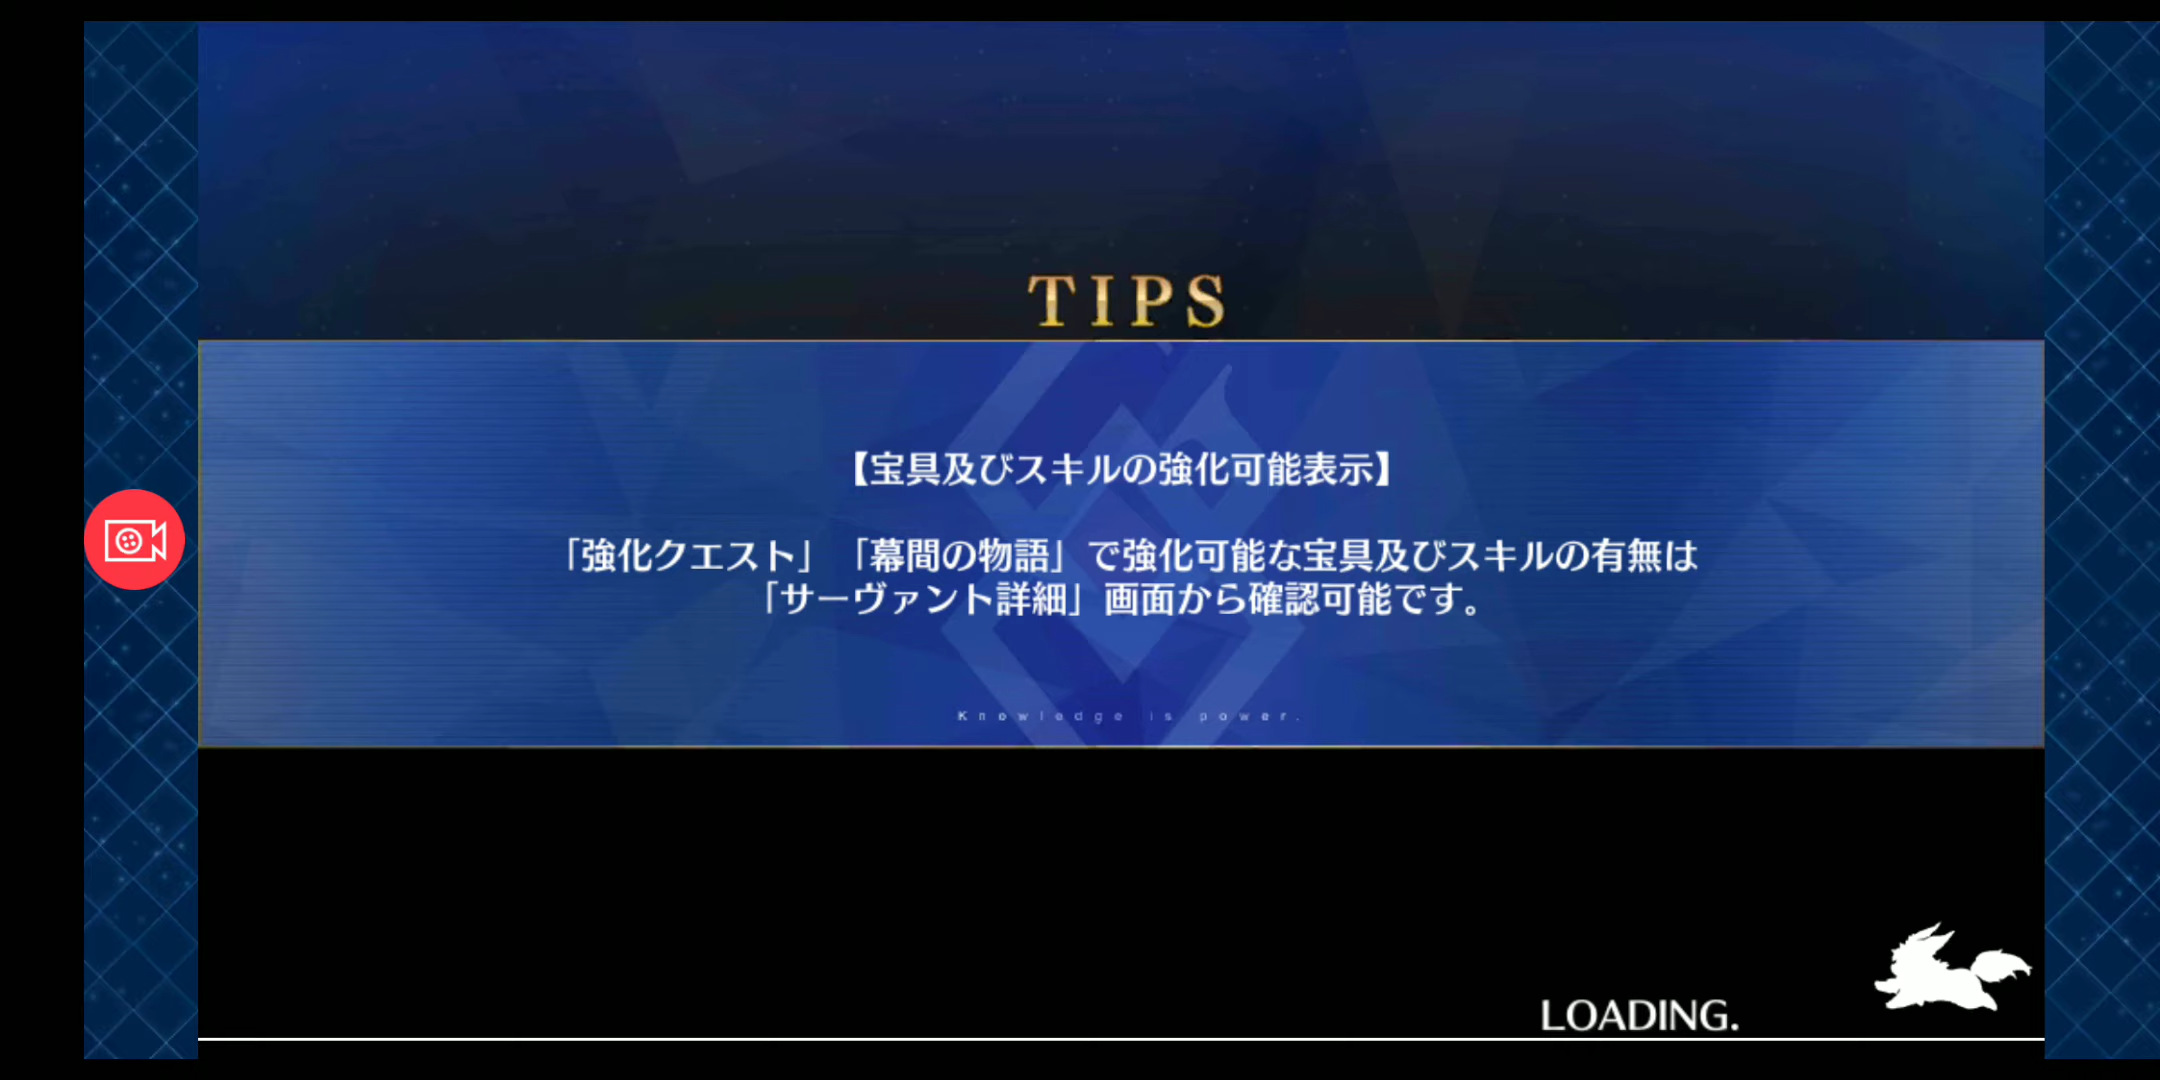 TIPS
【宝具及びスキルの強化可能表示】
「強化クエスト」「幕間の物語」で強化可能な宝具及びスキルの有無は
「サーヴァント詳細」画面から確認可能です。
Knowledge is power.
LOADING.